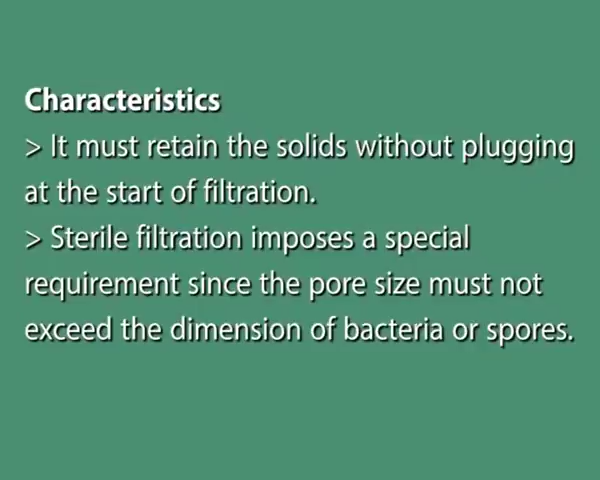 Characteristics
> It must retain the solids without plugging
at the start of filtration.
> Sterile filtration imposes a special
requirement since the pore size must not
exceed the dimension of bacteria or spores.